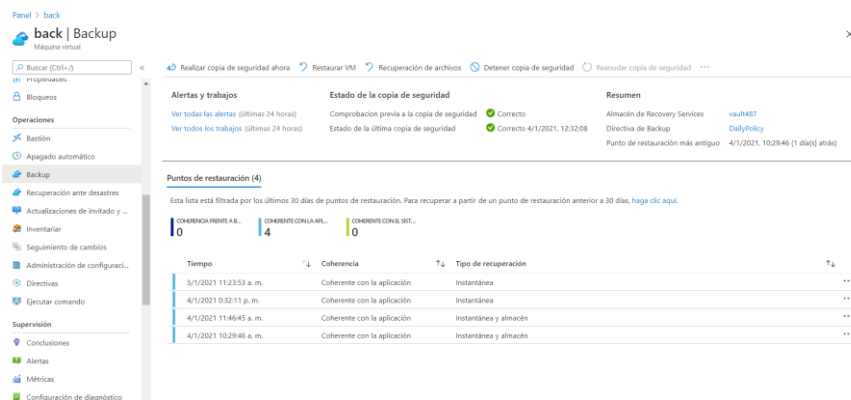 Panel > back
back | Backup
Máquina virtual
Buscar (Ctrl+/)
Propiedades
Bloqueos
Operaciones
Bastión
Apagado automático
Backup
Recuperación ante desastres
Actualizaciones de invitado y ...
Inventariar
Seguimiento de cambios
Administración de configuraci...
Directivas
Ejecutar comando
Supervisión
Conclusiones
Alertas
Métricas
Configuración de diagnóstico
Realizar copia de seguridad ahora Restaurar VM Recuperación de archivos Detener copia de seguridad Reanudar copia de seguridad ...
Alertas y trabajos
Ver todas las alertas (últimas 24 horas)
Ver todos los trabajos (últimas 24 horas)
Estado de la copia de seguridad
Comprobacion previa a la copia de seguridad Correcto
Estado de la última copia de seguridad Correcto 4/1/2021, 12:32:08
Resumen
Almacén de Recovery Services vault487
Directiva de Backup DailyPolicy
Punto de restauración más antiguo 4/1/2021, 10:29:46 (1 día(s) atrás)
Puntos de restauración (4)
Esta lista está filtrada por los últimos 30 días de puntos de restauración. Para recuperar a partir de un punto de restauración anterior a 30 días, haga clic aquí.
COHERENCIA FRENTE A B...
0
COHERENTE CON LA APL...
4
COHERENTE CON EL SIST...
0
Tiempo Coherencia Tipo de recuperación
5/1/2021 11:23:53 a. m. Coherente con la aplicación Instantánea
4/1/2021 0:32:11 p. m. Coherente con la aplicación Instantánea
4/1/2021 11:46:45 a. m. Coherente con la aplicación Instantánea y almacén
4/1/2021 10:29:46 a. m. Coherente con la aplicación Instantánea y almacén